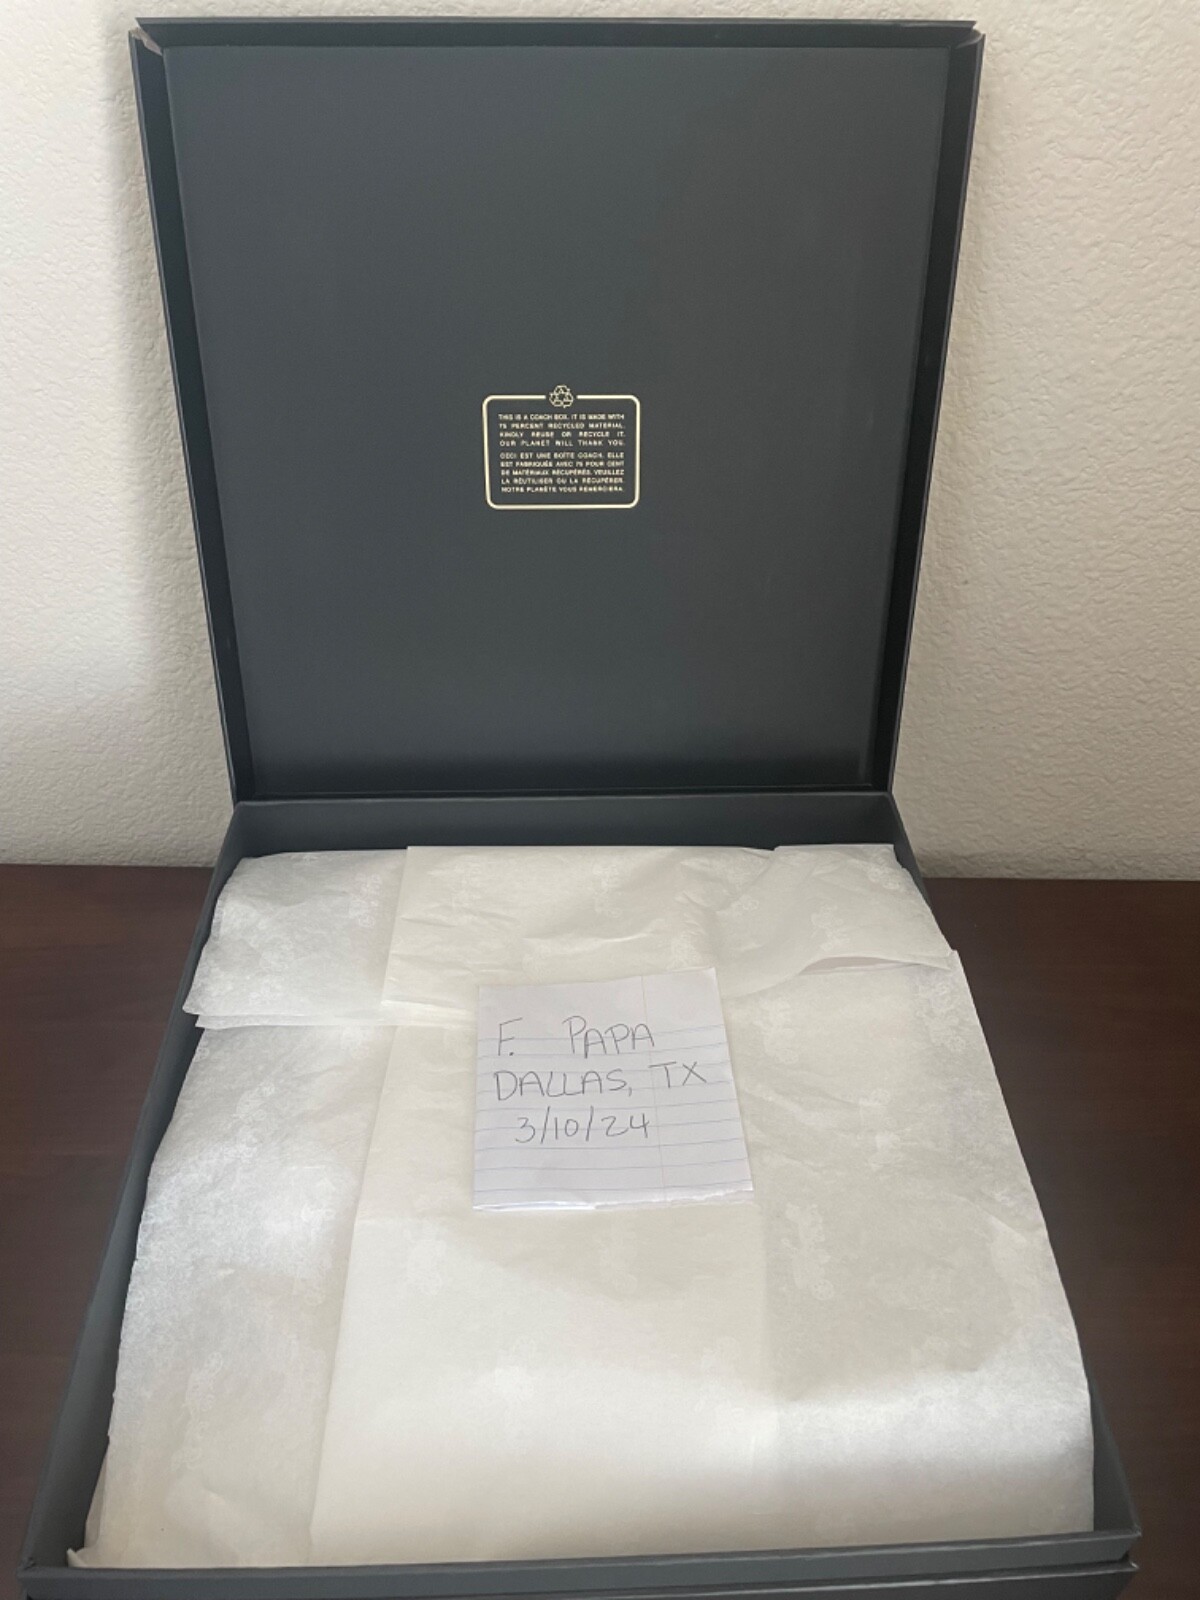 THIS IS A COACH BOX. IT IS MADE WITH
75 PERCENT RECYCLED MATERIAL.
KINDLY REUSE OR RECYCLE IT.
OUR PLANET WILL THANK YOU.
CECI EST UNE BOÎTE COACH. ELLE
EST FABRIQUÉE AVEC 75 POUR CENT
DE MATÉRIAUX RÉCUPÉRÉS. VEUILLEZ
LA RÉUTILISER OU LA RÉCUPÉRER.
NOTRE PLANÈTE VOUS REMERCIERA.
F. PAPA
DALLAS, TX
3/10/24